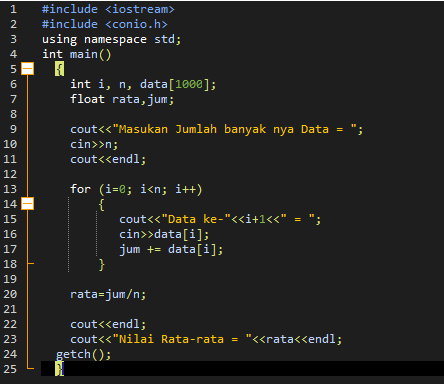 1 #include <iostream>
2 #include <conio.h>
3 using namespace std;
4 int main()
5 {
6 int i, n, data[1000];
7 float rata,jum;
8
9 cout<<"Masukan Jumlah banyak nya Data = ";
10 cin>>n;
11 cout<<endl;
12
13 for (i=0; i<n; i++)
14 {
15 cout<<"Data ke-"<<i+1<<" = ";
16 cin>>data[i];
17 jum += data[i];
18 }
19
20 rata=jum/n;
21
22 cout<<endl;
23 cout<<"Nilai Rata-rata = "<<rata<<endl;
24 getch();
25 }